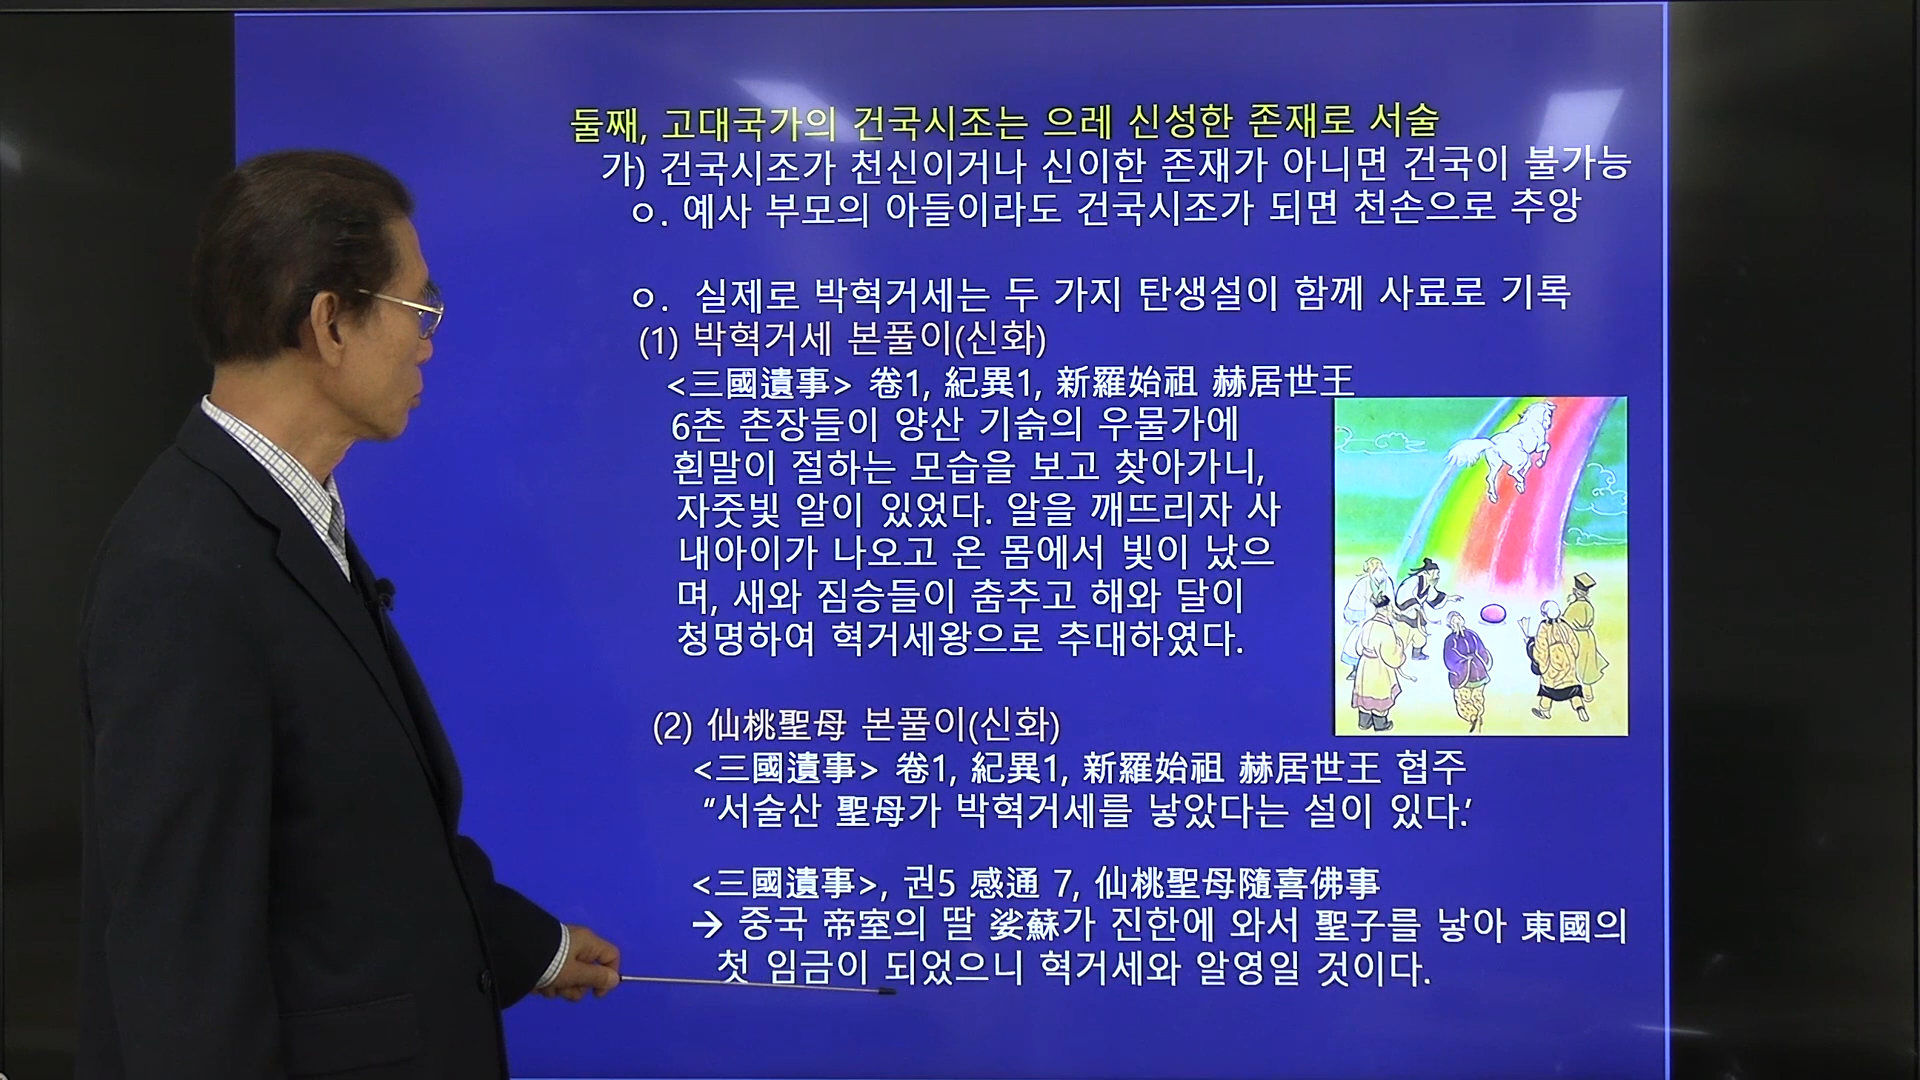 둘째, 고대국가의 건국시조는 으레 신성한 존재로 서술
가) 건국시조가 천신이거나 신이한 존재가 아니면 건국이 불가능
ㅇ. 예사 부모의 아들이라도 건국시조가 되면 천손으로 추앙
ㅇ. 실제로 박혁거세는 두 가지 탄생설이 함께 사료로 기록
(1) 박혁거세 본풀이(신화)
<三國遺事> 卷1, 紀異1, 新羅始祖 赫居世王
6촌 촌장들이 양산 기슭의 우물가에
흰말이 절하는 모습을 보고 찾아가니,
자줏빛 알이 있었다. 알을 깨뜨리자 사
내아이가 나오고 온 몸에서 빛이 났으
며, 새와 짐승들이 춤추고 해와 달이
청명하여 혁거세왕으로 추대하였다.
(2) 仙桃聖母 본풀이(신화)
<三國遺事> 卷1, 紀異1, 新羅始祖 赫居世王 협주
“서술산 聖母가 박혁거세를 낳았다는 설이 있다.’
<三國遺事>, 권5 感通 7, 仙桃聖母隨喜佛事
→ 중국 帝室의 딸 娑蘇가 진한에 와서 聖子를 낳아 東國의
첫 임금이 되었으니 혁거세와 알영일 것이다.